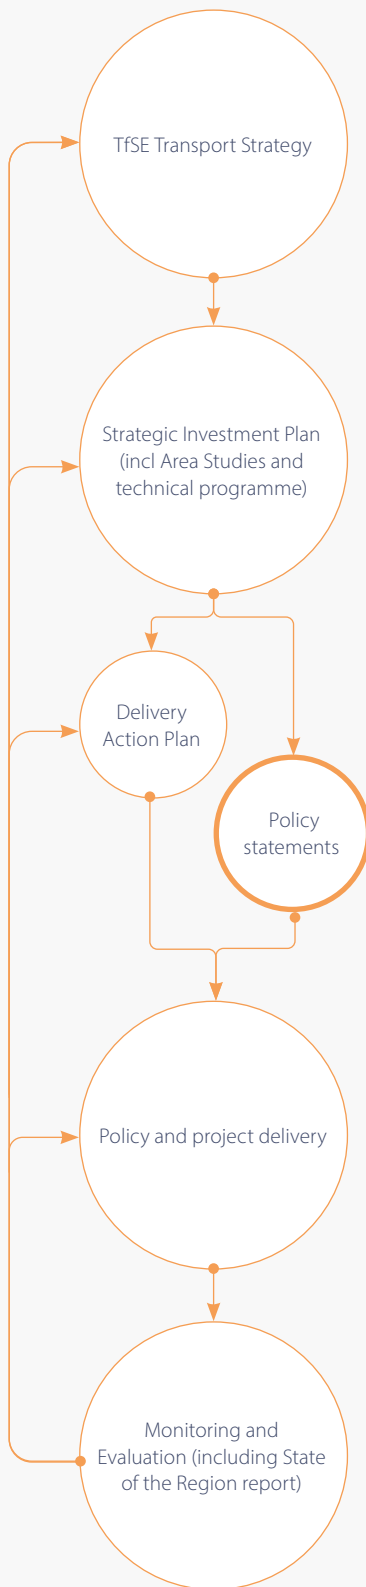 TfSE Transport Strategy
Strategic Investment Plan
(incl Area Studies and
technical programme)
Delivery
Action Plan
Policy
statements
Policy and project delivery
Monitoring and
Evaluation (including State
of the Region report)